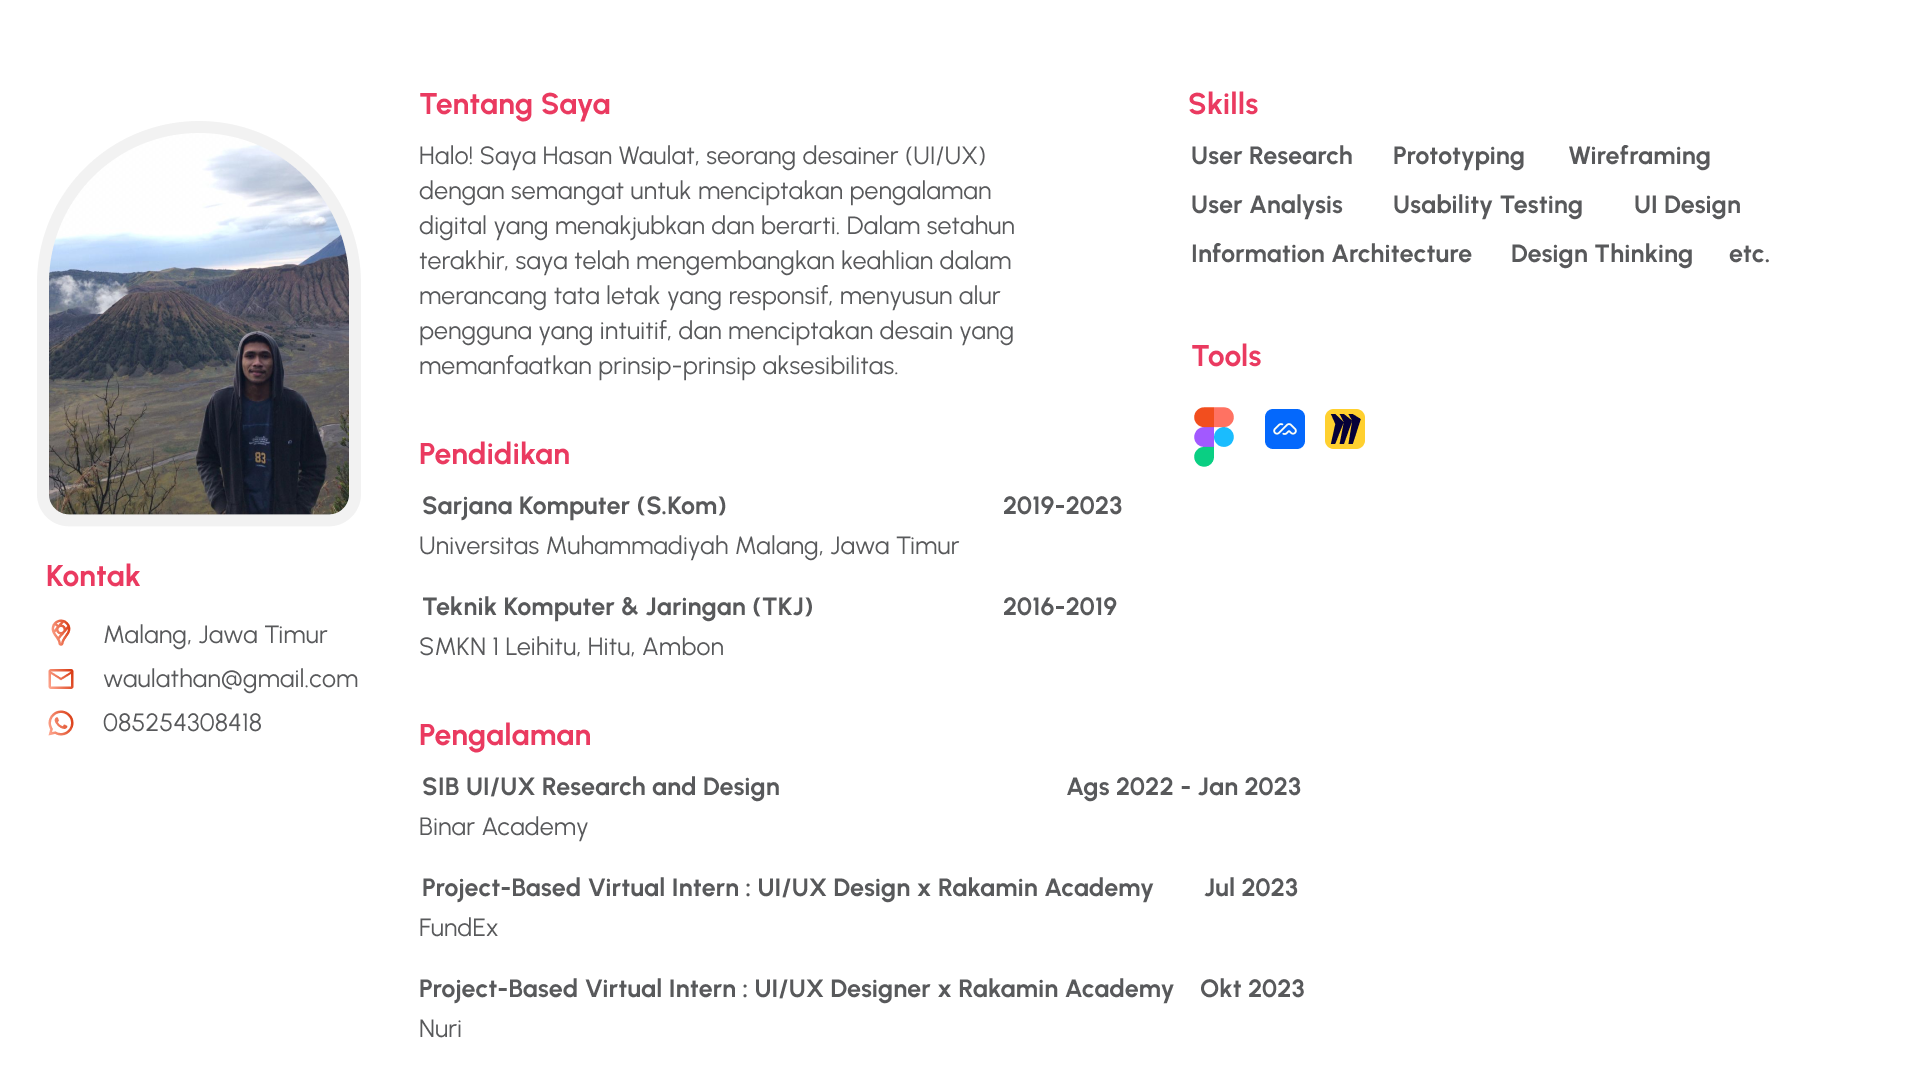 Kontak
Malang, Jawa Timur
waulathan@gmail.com
085254308418
Tentang Saya
Halo! Saya Hasan Waulat, seorang desainer (UI/UX)
dengan semangat untuk menciptakan pengalaman
digital yang menakjubkan dan berarti. Dalam setahun
terakhir, saya telah mengembangkan keahlian dalam
merancang tata letak yang responsif, menyusun alur
pengguna yang intuitif, dan menciptakan desain yang
memanfaatkan prinsip-prinsip aksesibilitas.
Pendidikan
Sarjana Komputer (S.Kom) 2019-2023
Universitas Muhammadiyah Malang, Jawa Timur
Teknik Komputer & Jaringan (TKJ) 2016-2019
SMKN 1 Leihitu, Hitu, Ambon
Pengalaman
SIB UI/UX Research and Design Ags 2022 - Jan 2023
Binar Academy
Project-Based Virtual Intern : UI/UX Design x Rakamin Academy Jul 2023
FundEx
Project-Based Virtual Intern : UI/UX Designer x Rakamin Academy Okt 2023
Nuri
Skills
User Research Prototyping Wireframing
User Analysis Usability Testing UI Design
Information Architecture Design Thinking etc.
Tools
83